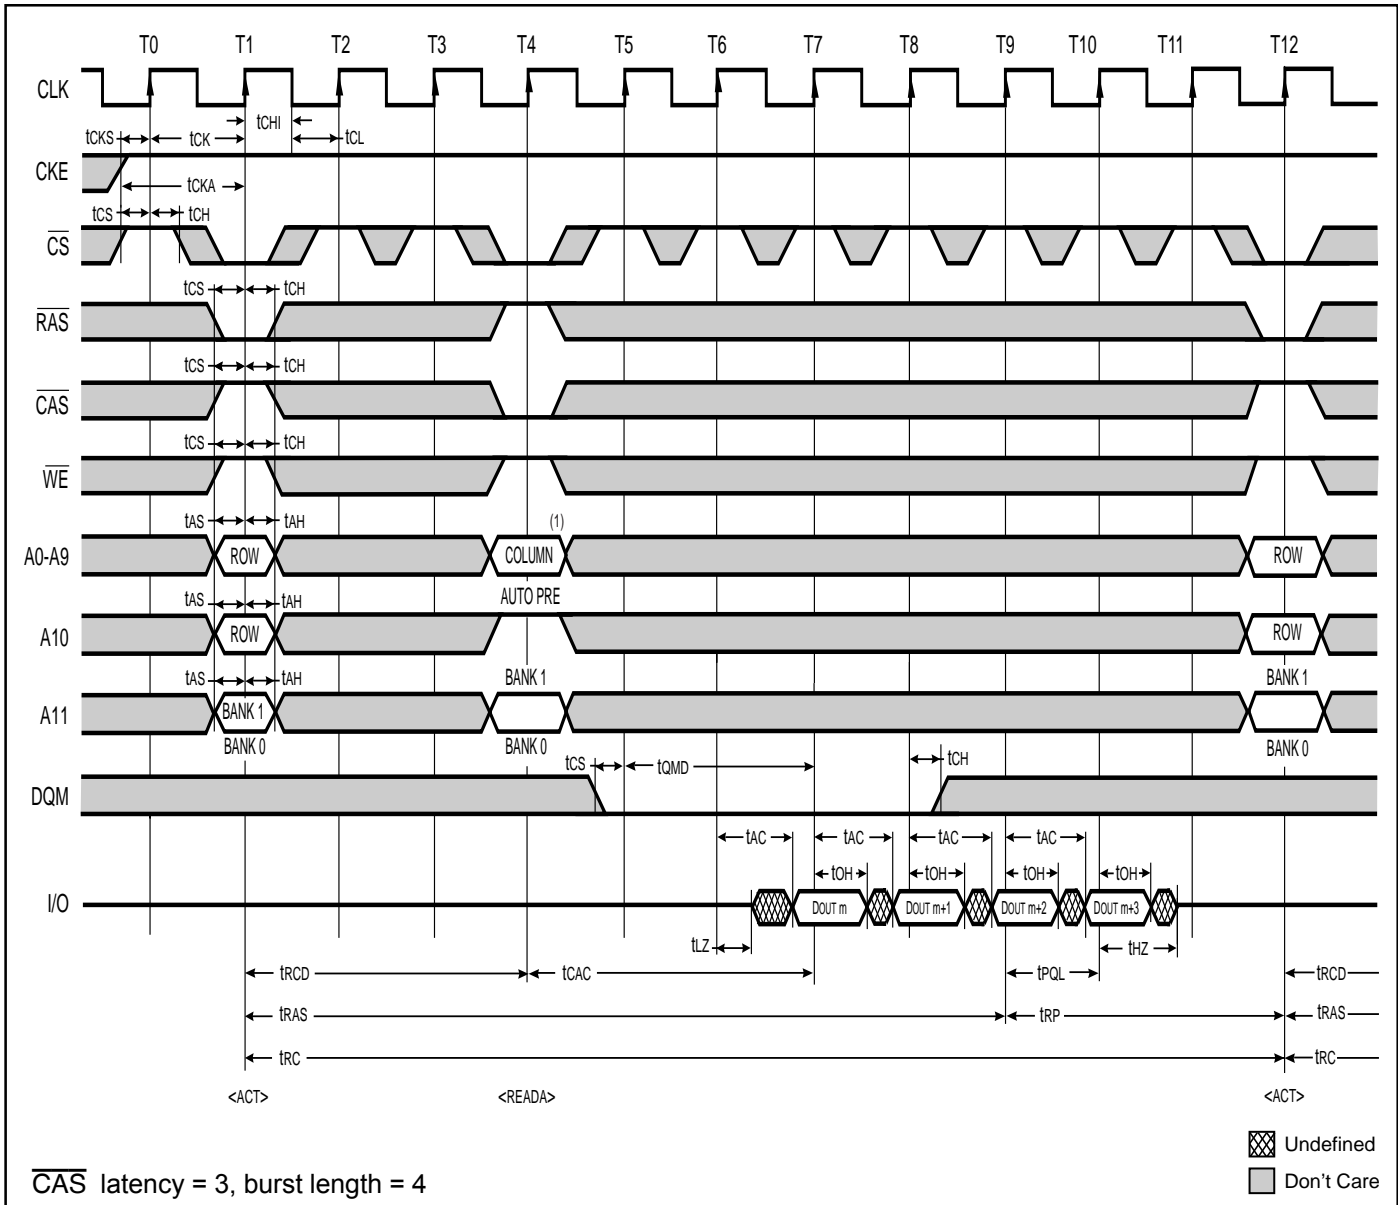 T0 T1 T2 T3 T4 T5 T6 T7 T8 T9 T10 T11 T12
CLK
tCHI
tCKS tCK tCL
CKE
tCKA
tCS tCH
CS
tCS tCH
RAS
tCS tCH
CAS
tCS tCH
WE
tAS tAH (1)
A0-A9 ROW COLUMN ROW
tAS tAH AUTO PRE
A10 ROW ROW
tAS tAH BANK 1 BANK 1
A11 BANK 1
BANK 0 BANK 0 BANK 0
tCS tQMD tCH
DQM
tAC tAC tAC tAC
tOH tOH tOH tOH
I/O DOUT m DOUT m+1 DOUT m+2 DOUT m+3
tLZ tHZ
tRCD tCAC tPQL tRCD
tRAS tRP tRAS
tRC tRC
<ACT> <READA> <ACT>
Undefined
Don't Care
CAS latency = 3, burst length = 4